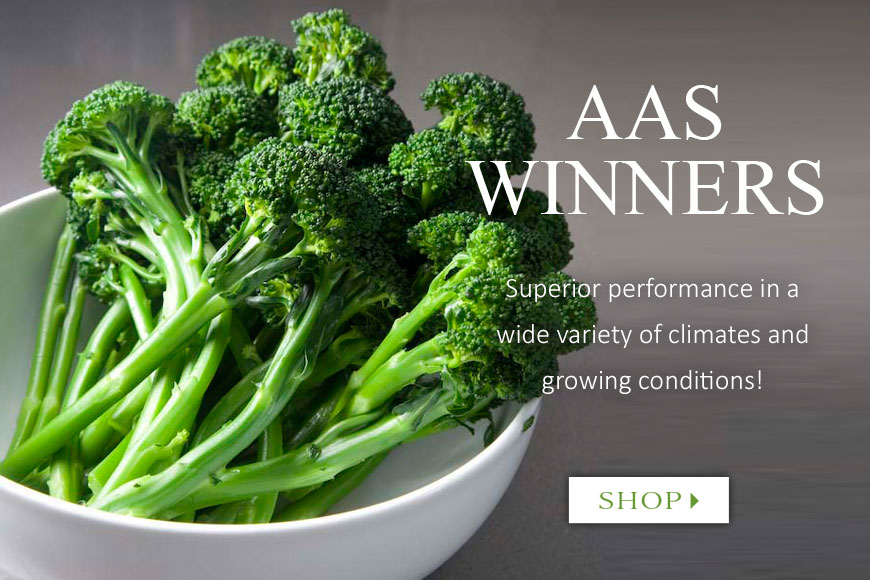 AAS
WINNERS
Superior performance in a
wide variety of climates and
growing conditions!
SHOP